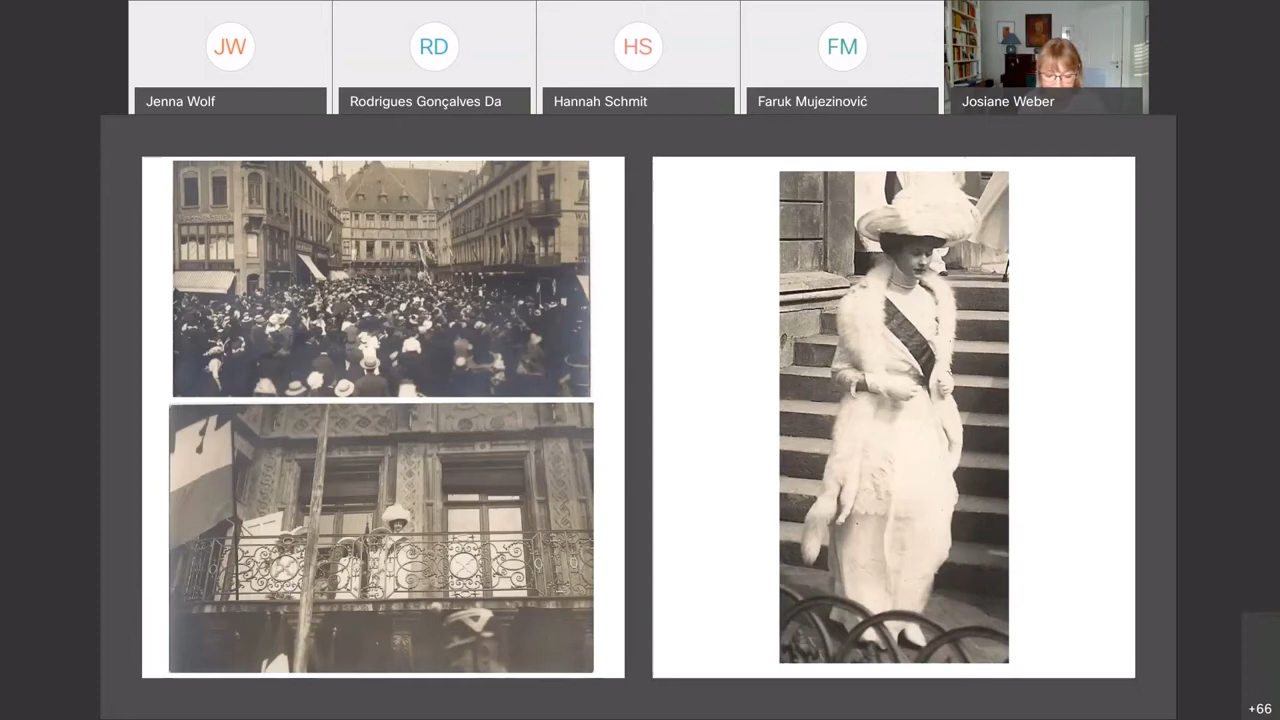 JW
RD
HS
FM
Jenna Wolf
Rodrigues Gonçalves Da
Hannah Schmit
Faruk Mujezinović
Josiane Weber
+66